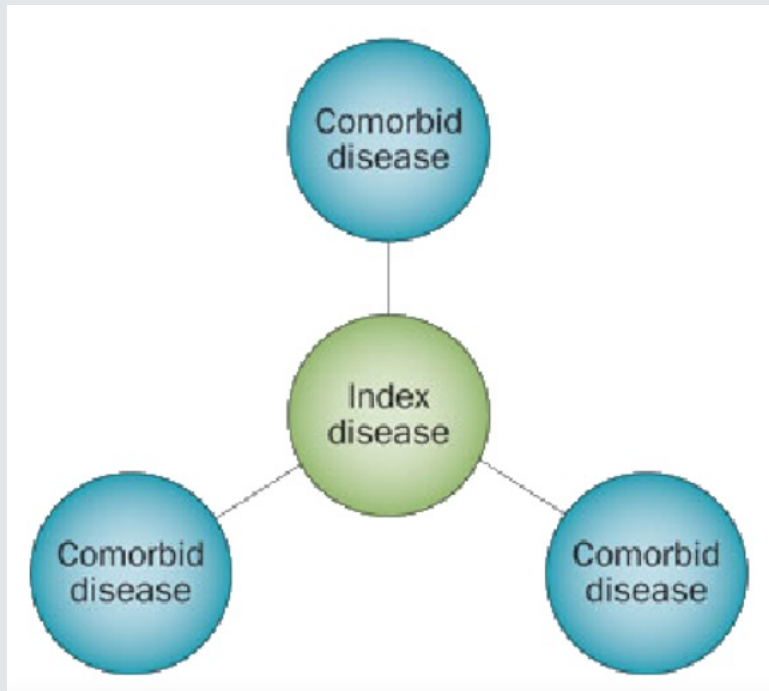 Comorbid
disease
Index
disease
Comorbid
disease
Comorbid
disease